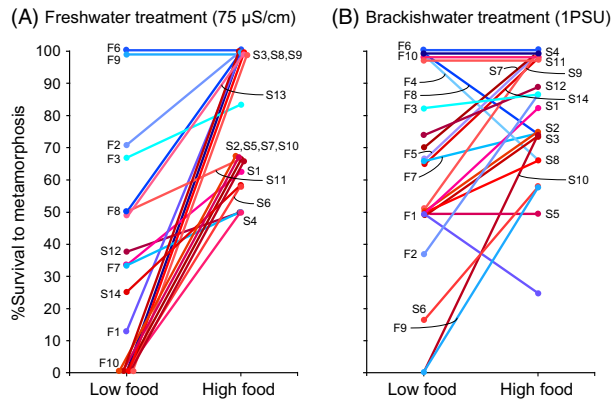 (A) Freshwater treatment (75 µS/cm)
(B) Brackishwater treatment (1PSU)
%Survival to metamorphosis
100
90
80
70
60
50
40
30
20
10
0
F6
F9
F2
F3
F8
S12
F7
S14
F1
F10
S3,S8,S9
S13
S2,S5,S7,S10
S1
S11
S6
S4
Low food High food
F6
F10
F4
F8
F3
F5
F7
F1
F2
S6
F9
S7
S4
S11
S9
S12
S14
S1
S2
S3
S8
S10
S5
Low food High food